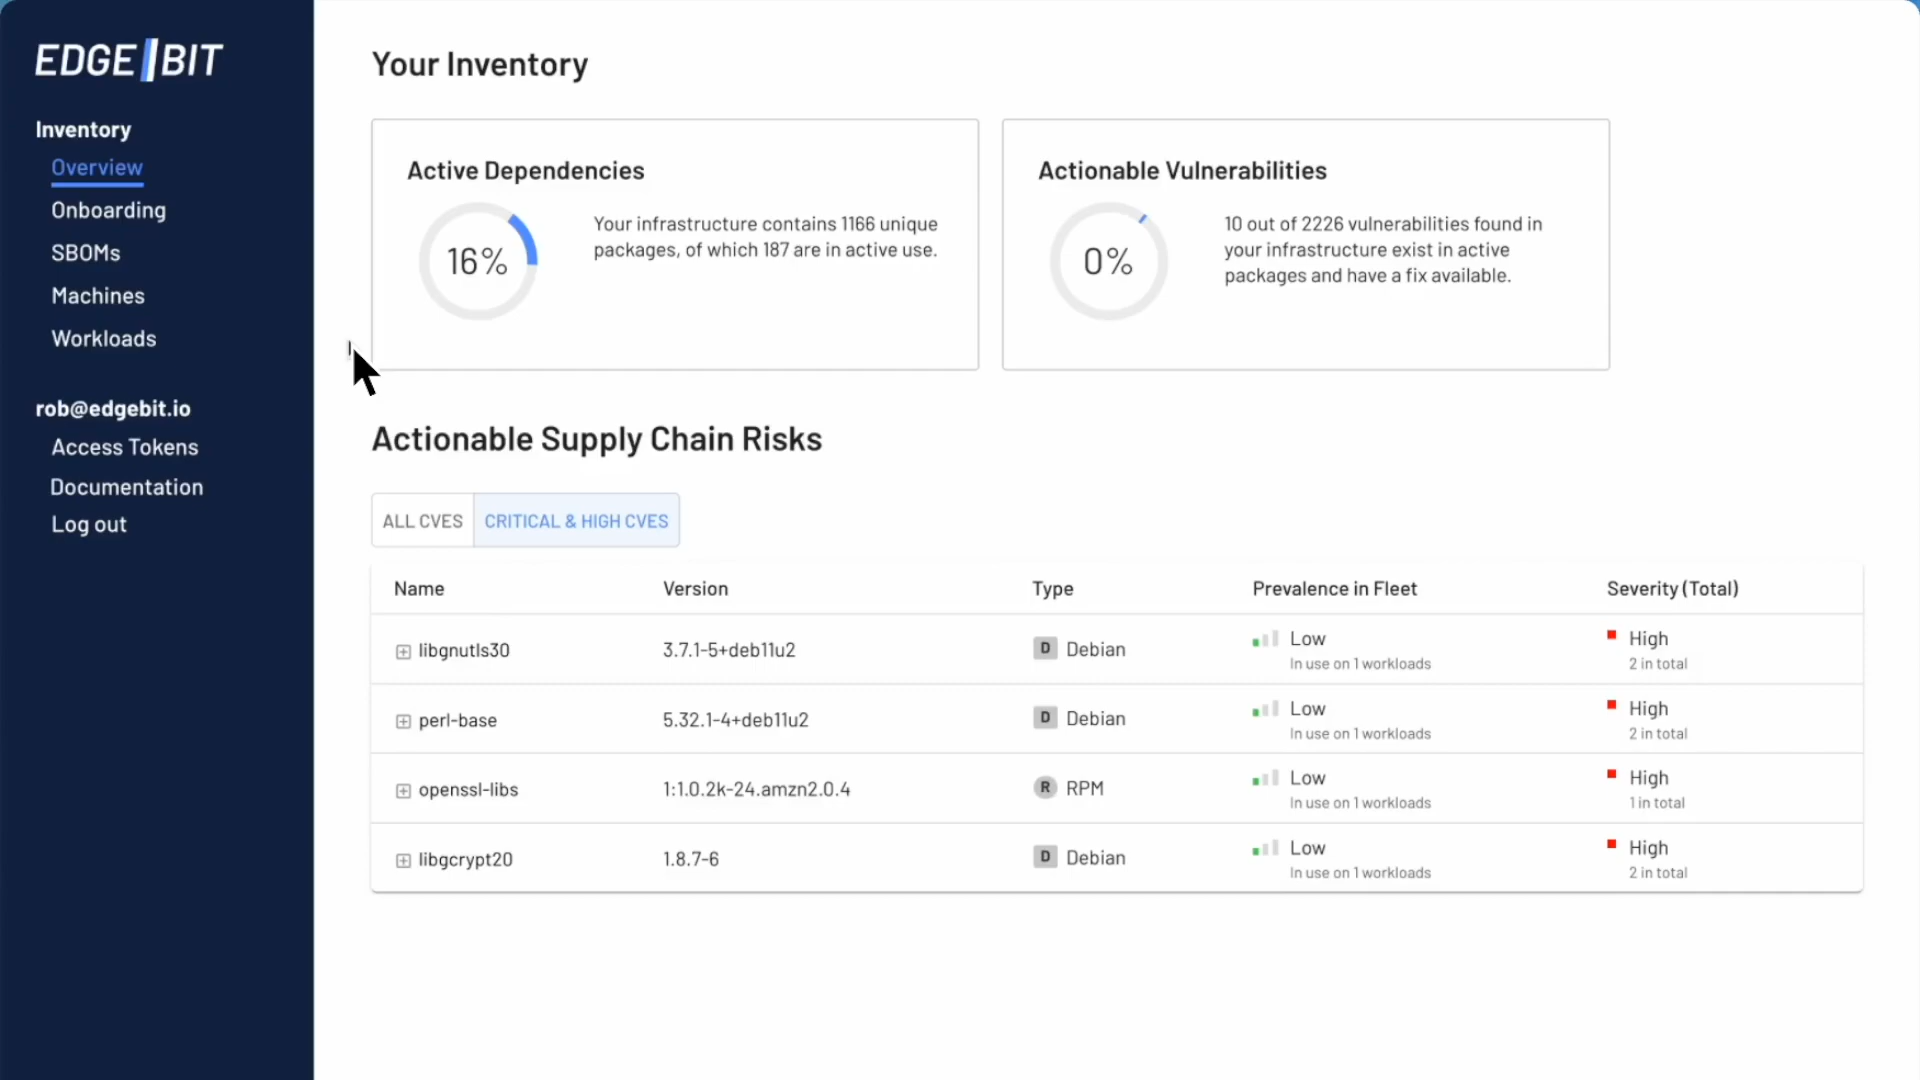 EDGE BIT
Inventory
Overview
Onboarding
SBOMs
Machines
Workloads
rob@edgebit.io
Access Tokens
Documentation
Log out
Your Inventory
Active Dependencies
16%
Your infrastructure contains 1166 unique
packages, of which 187 are in active use.
Actionable Vulnerabilities
0%
10 out of 2226 vulnerabilities found in
your infrastructure exist in active
packages and have a fix available.
Actionable Supply Chain Risks
ALL CVES CRITICAL & HIGH CVES
Name Version Type Prevalence in Fleet Severity (Total)
libgnutls30 3.7.1-5+deb11u2 D Debian Low High
In use on 1 workloads 2 in total
perl-base 5.32.1-4+deb11u2 D Debian Low High
In use on 1 workloads 2 in total
openssl-libs 1:1.0.2k-24.amzn2.0.4 R RPM Low High
In use on 1 workloads 1 in total
libgcrypt20 1.8.7-6 D Debian Low High
In use on 1 workloads 2 in total